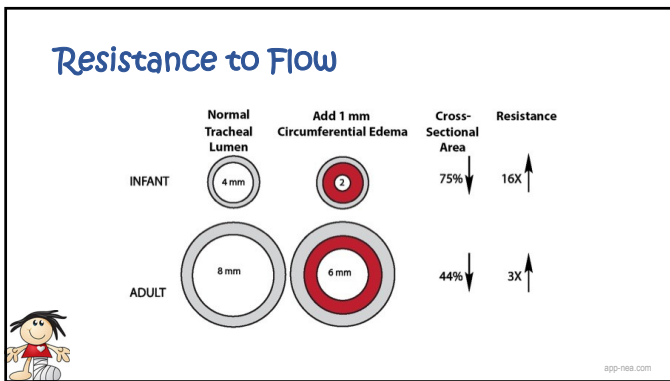 Resistance to Flow
Normal Tracheal Lumen
Add 1 mm Circumferential Edema
Cross-Sectional Area
Resistance
INFANT
4 mm
2
75%
16X
ADULT
8 mm
6 mm
44%
3X
app-nea.com